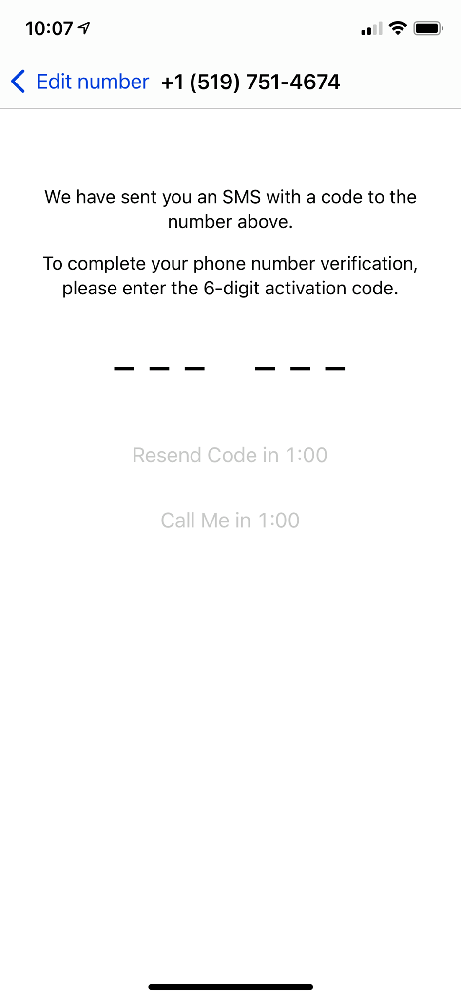 10:07
Edit number +1 (519) 751-4674
We have sent you an SMS with a code to the
number above.
To complete your phone number verification,
please enter the 6-digit activation code.
Resend Code in 1:00
Call Me in 1:00